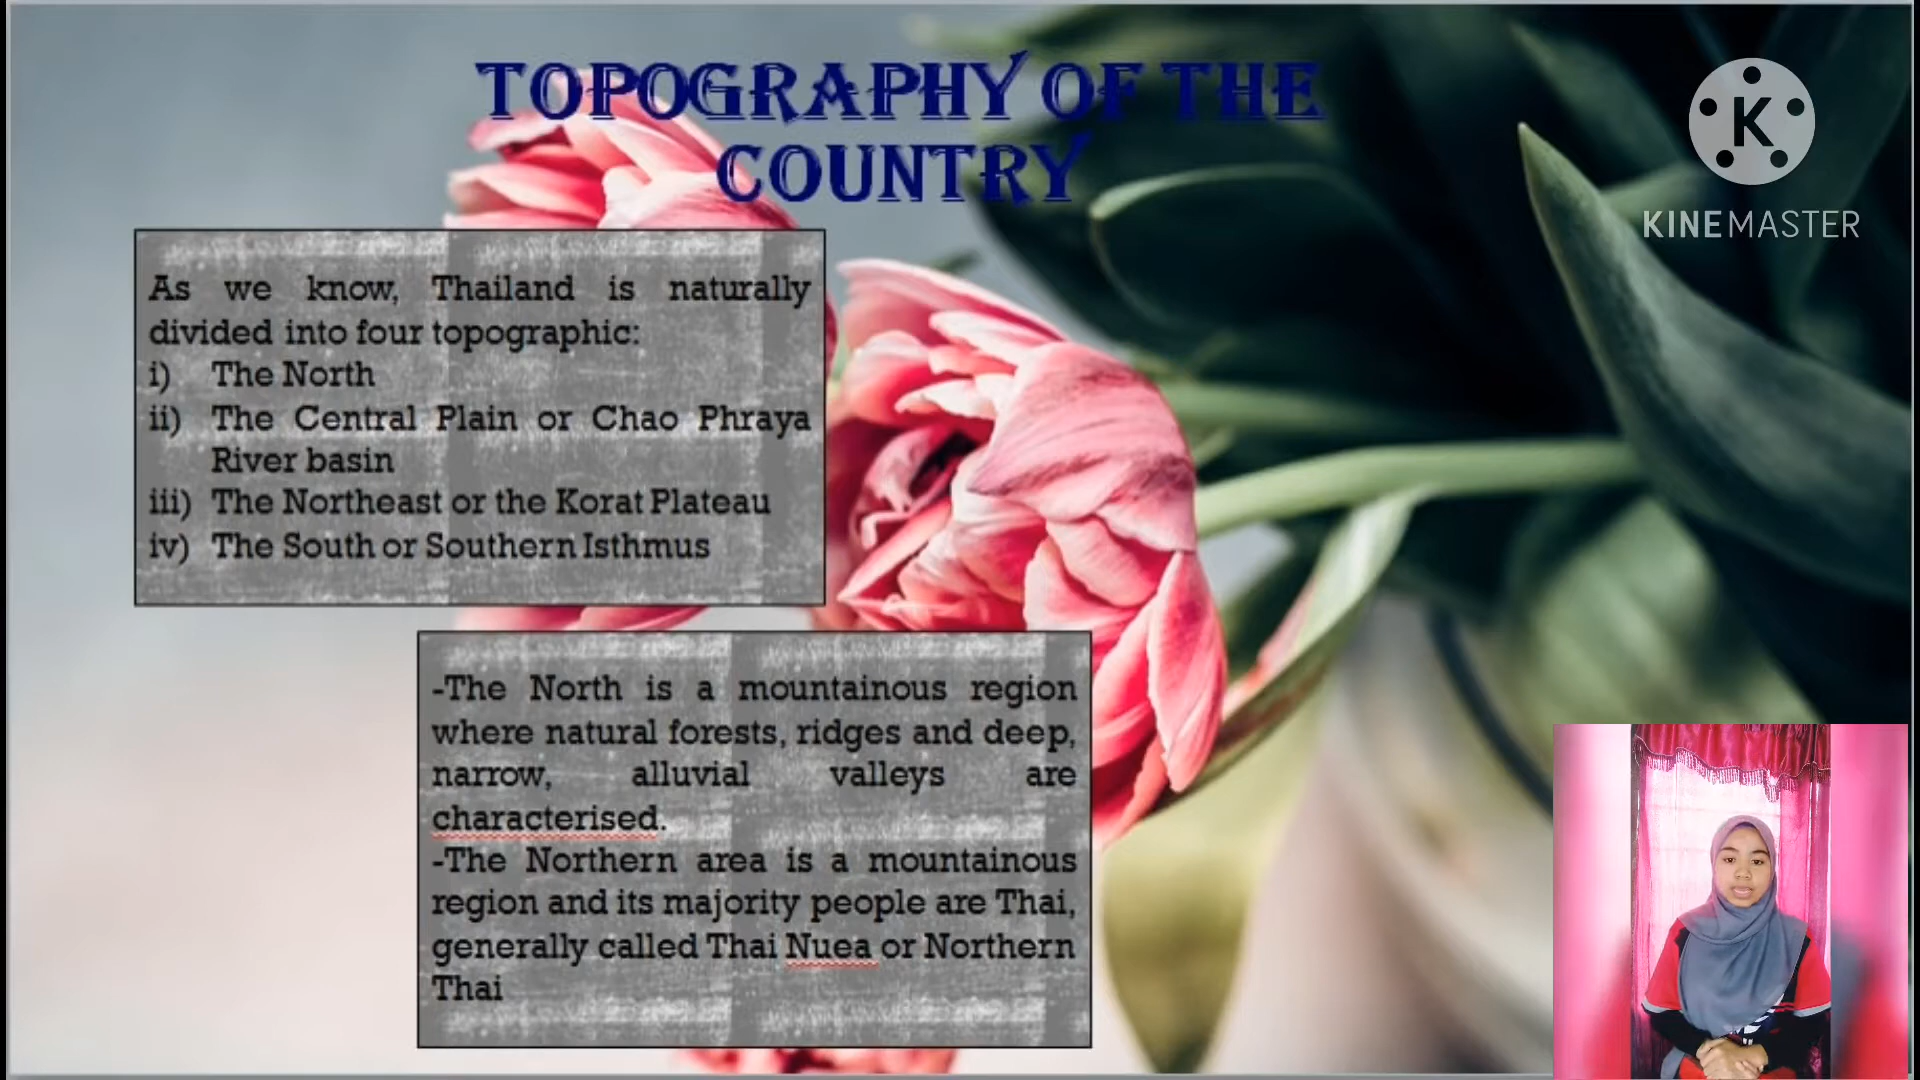 TOPOGRAPHY OF THE
COUNTRY
K
KINEMASTER
As we know, Thailand is naturally
divided into four topographic:
i) The North
ii) The Central Plain or Chao Phraya
River basin
iii) The Northeast or the Korat Plateau
iv) The South or Southern Isthmus
-The North is a mountainous region
where natural forests, ridges and deep,
narrow, alluvial valleys are
characterised.
-The Northern area is a mountainous
region and its majority people are Thai,
generally called Thai Nuea or Northern
Thai